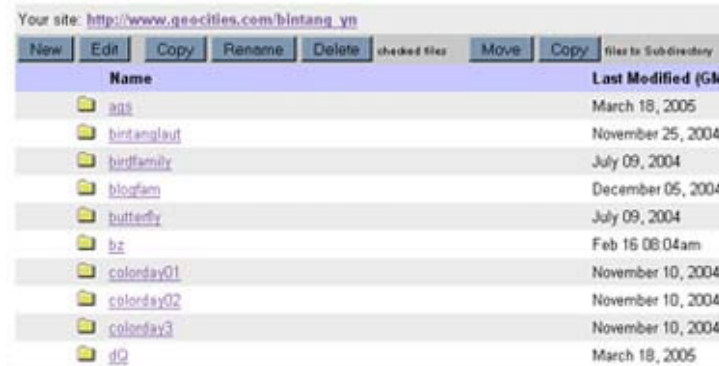 Your site: http://www.geocities.com/bintang_yn
New Edit Copy Rename Delete checked files Move Copy files to Subdirectory
Name Last Modified (GM
ags March 18, 2005
bintanglaut November 25, 2004
birdfamily July 09, 2004
blogfam December 05, 2004
butterfly July 09, 2004
bz Feb 16 08:04am
colorday01 November 10, 2004
colorday02 November 10, 2004
colorday3 November 10, 2004
dQ March 18, 2005